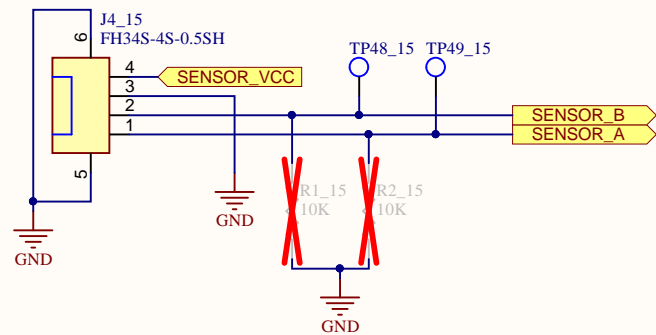 J4_15
FH34S-4S-0.5SH
6
4
3
2
1
5
SENSOR_VCC
TP48_15
TP49_15
SENSOR_B
SENSOR_A
R1_15
10K
R2_15
10K
GND
GND
GND